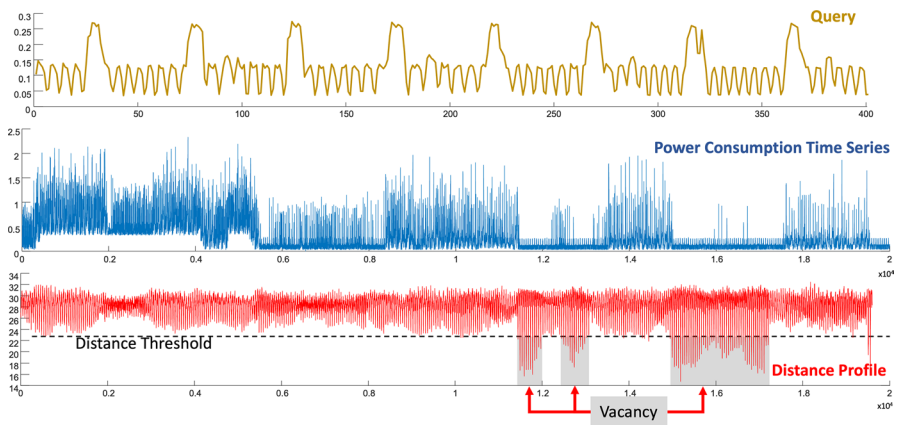 0.3
Query
0.25
0.2
0.15
0.1
0.05
0
0 50 100 150 200 250 300 350 400
2.5
2
Power Consumption Time Series
1.5
1
0.5
0
0 0.2 0.4 0.6 0.8 1 1.2 1.4 1.6 1.8 2
x10⁴
34
32
30
28
26
24
Distance Threshold
22
20
18
Distance Profile
16
14
0 0.2 0.4 0.6 0.8 1 1.2 1.4 1.6 1.8 2
x10⁴
Vacancy